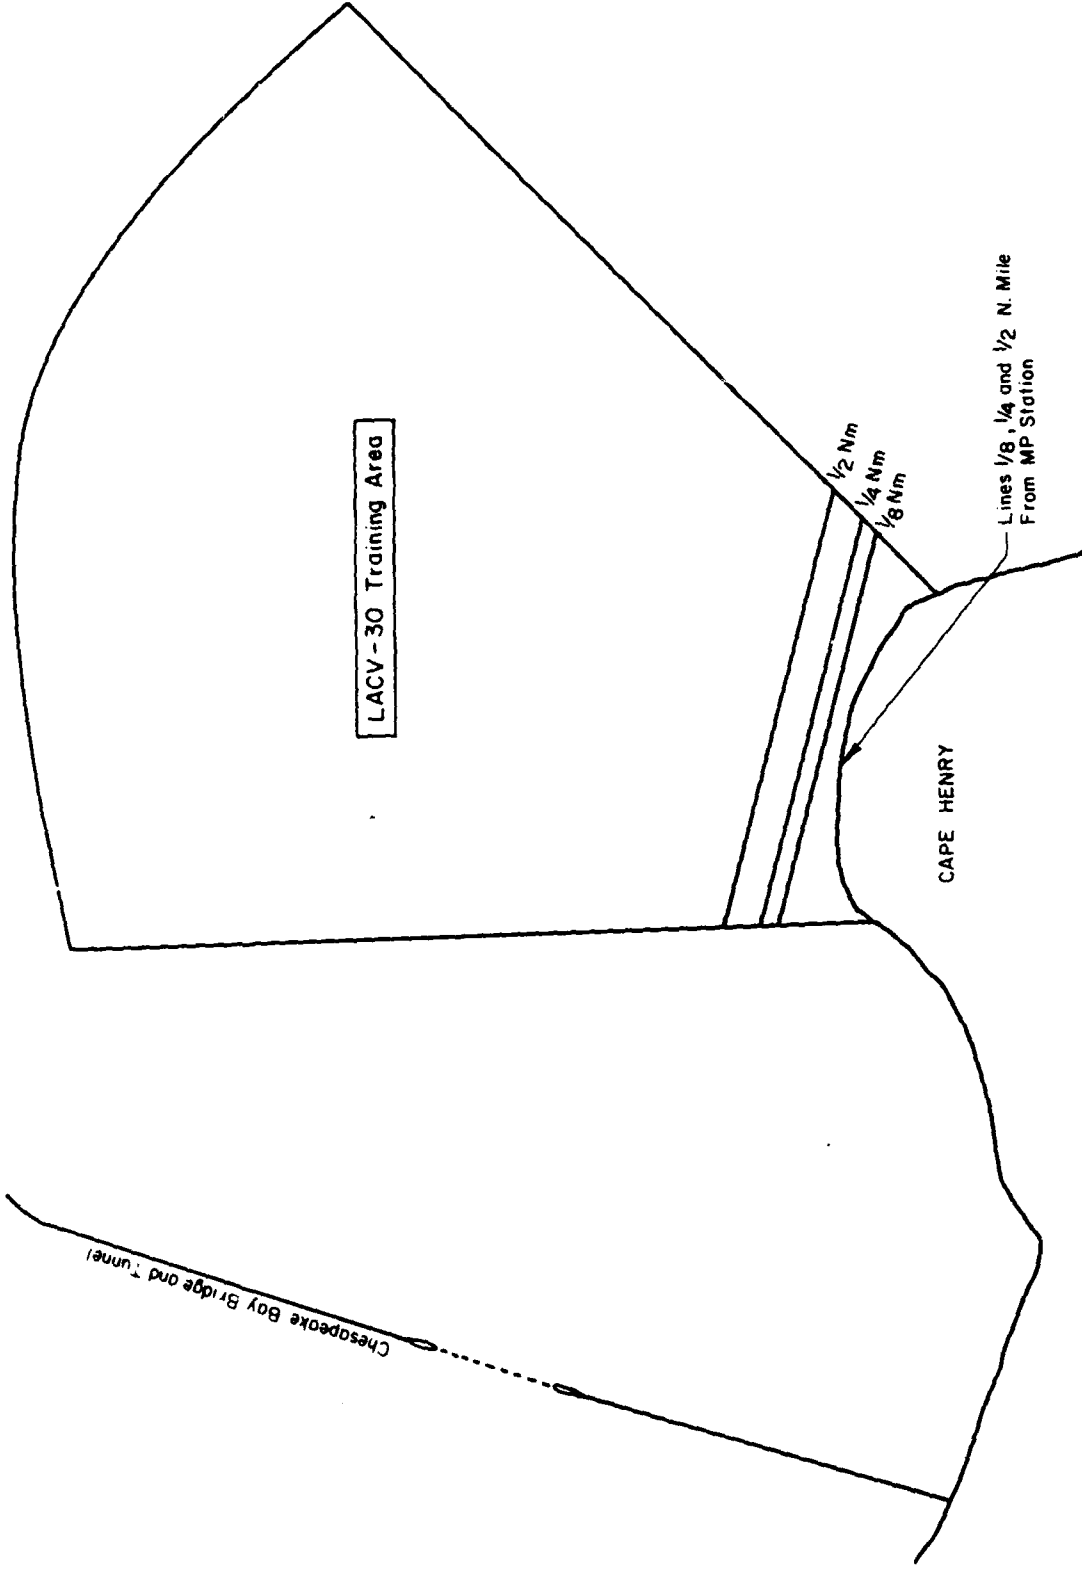 LACV-30 Training Area
1/2 Nm
1/4 Nm
1/8 Nm
Lines 1/8, 1/4 and 1/2 N. Mile
From MP Station
CAPE HENRY
Chesapeake Bay Bridge and Tunnel